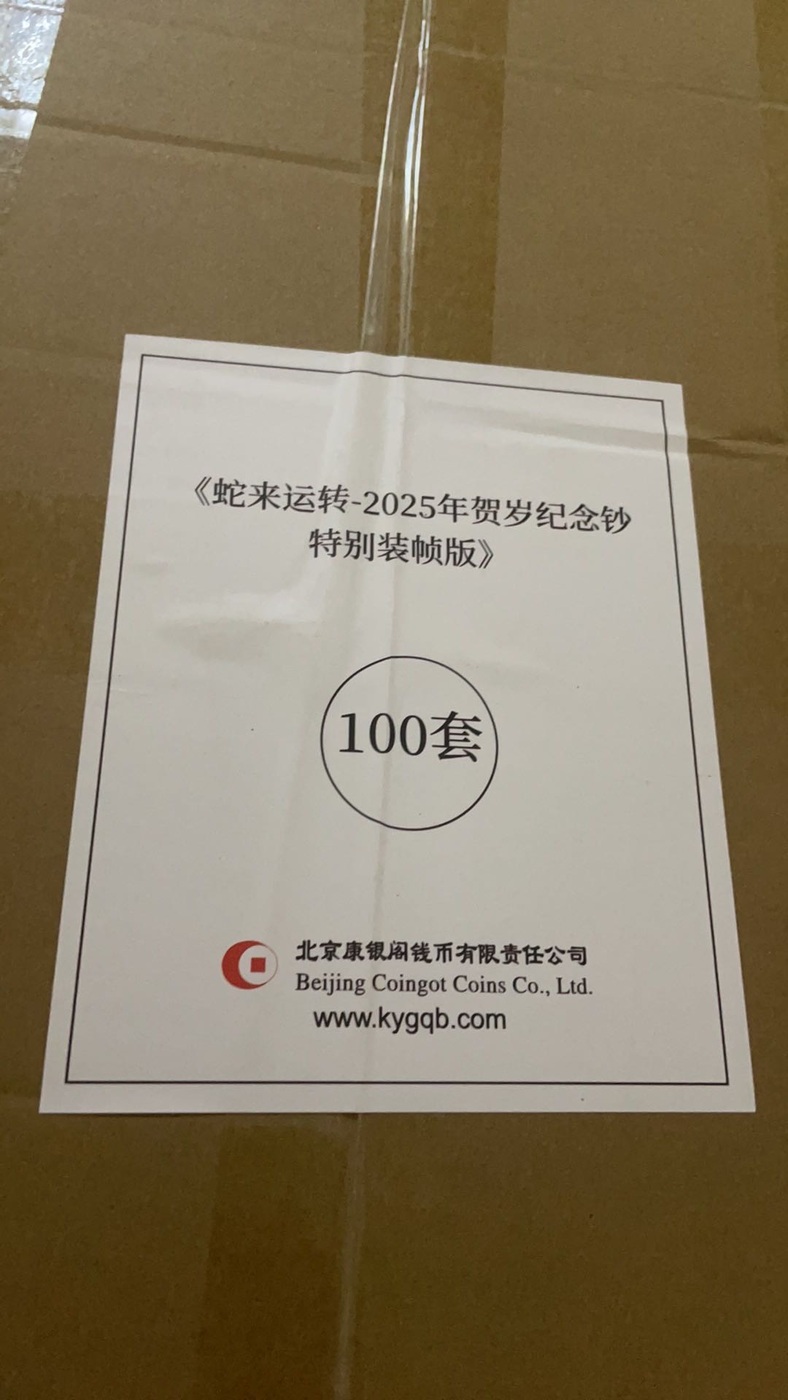 《蛇来运转-2025年贺岁纪念钞
特别装帧版》
100套
北京康银阁钱币有限责任公司
Beijing Coingot Coins Co., Ltd.
www.kygqb.com